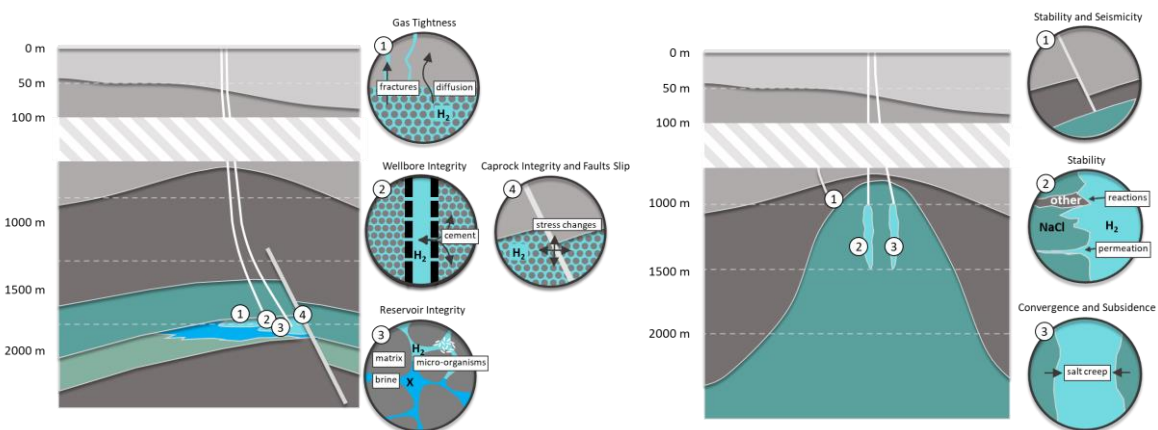 Gas Tightness
0 m
50 m
100 m
1000 m
1500 m
2000 m
1
fractures
diffusion
H₂
Wellbore Integrity
2
cement
H₂
Caprock Integrity and Faults Slip
4
stress changes
H₂
1
2
3
4
Reservoir Integrity
3
H₂
matrix
micro-organisms
brine
X
Stability and Seismicity
0 m
50 m
100 m
1000 m
1500 m
2000 m
1
1
2
3
Stability
2
other
reactions
NaCl
H₂
permeation
Convergence and Subsidence
3
salt creep